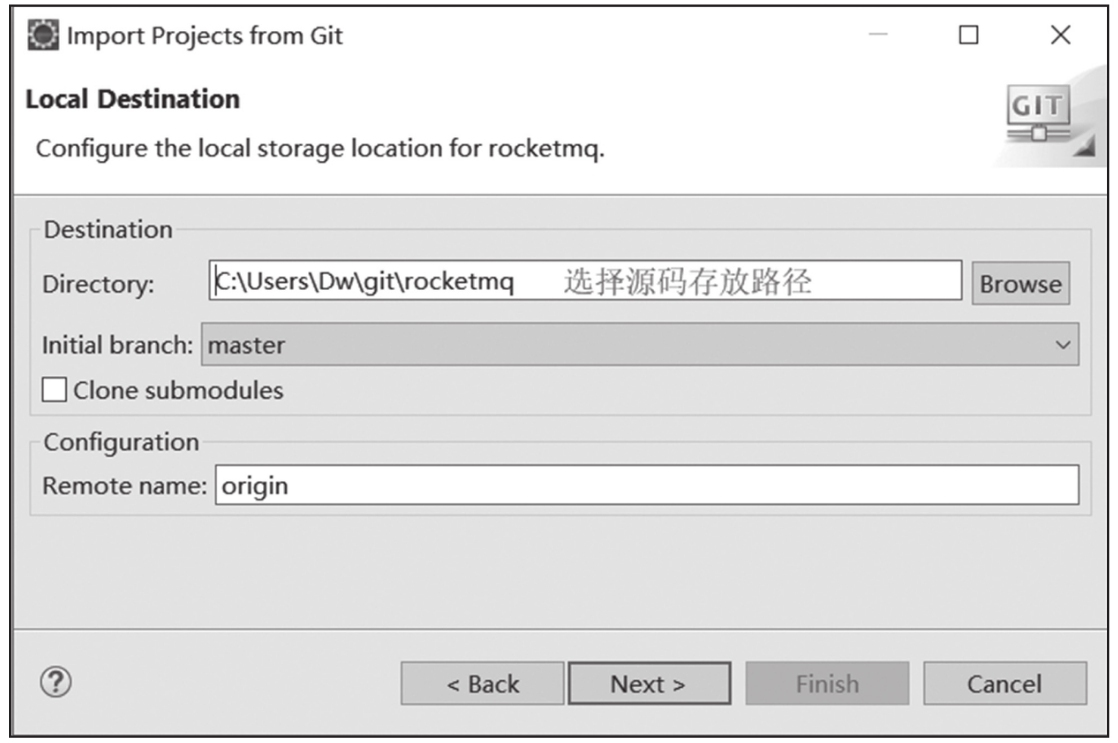 Import Projects from Git
Local Destination
GIT
Configure the local storage location for rocketmq.
Destination
Directory: C:\Users\Dw\git\rocketmq 选择源码存放路径 Browse
Initial branch: master
Clone submodules
Configuration
Remote name: origin
? < Back Next > Finish Cancel